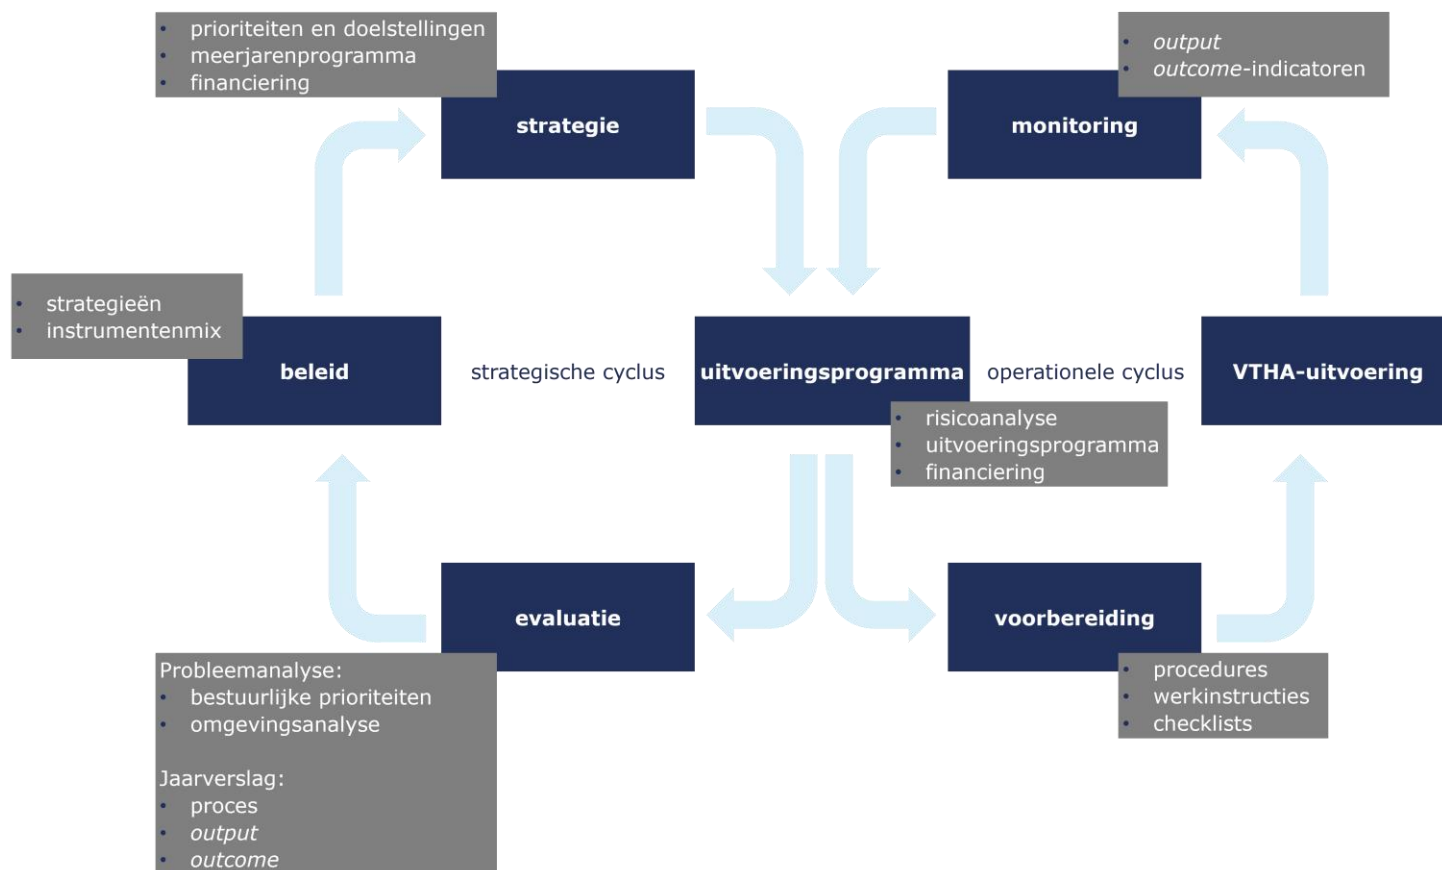 • prioriteiten en doelstellingen
• meerjarenprogramma
• financiering
strategie
• output
• outcome-indicatoren
monitoring
• strategieën
• instrumentenmix
beleid
strategische cyclus
uitvoeringsprogramma
operationele cyclus
VTHA-uitvoering
• risicoanalyse
• uitvoeringsprogramma
• financiering
evaluatie
voorbereiding
Probleemanalyse:
• bestuurlijke prioriteiten
• omgevingsanalyse
Jaarverslag:
• proces
• output
• outcome
• procedures
• werkinstructies
• checklists